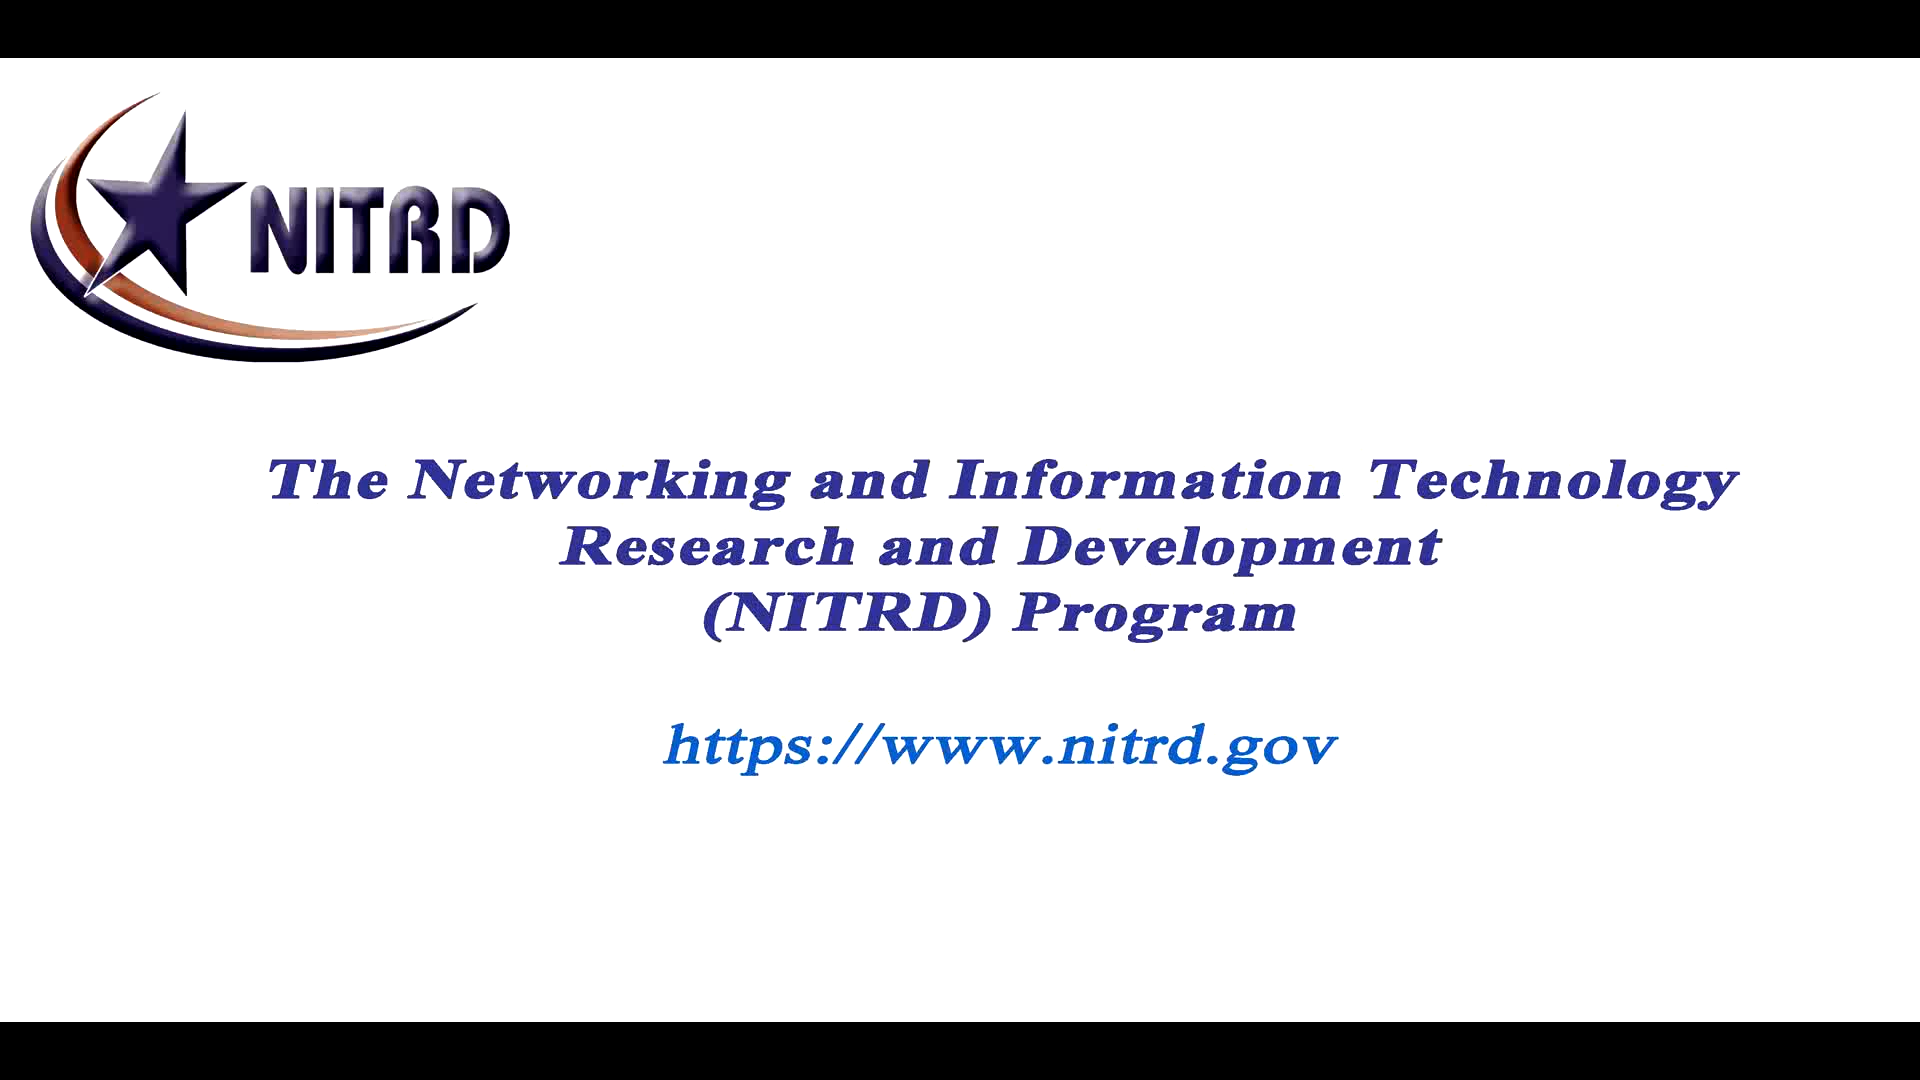 NITRD
The Networking and Information Technology
Research and Development
(NITRD) Program
https://www.nitrd.gov